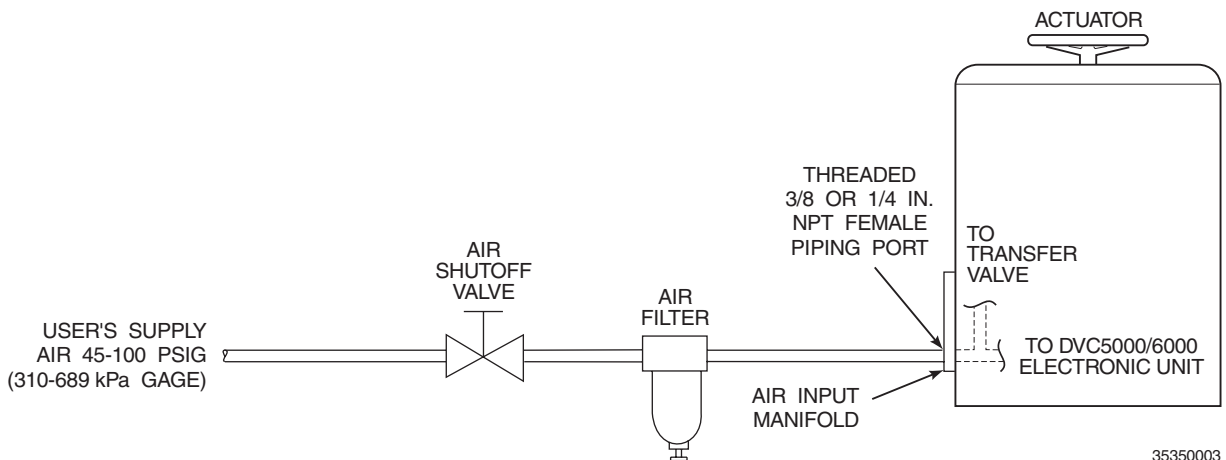 ACTUATOR
THREADED
3/8 OR 1/4 IN.
NPT FEMALE
PIPING PORT
TO
TRANSFER
VALVE
AIR
SHUTOFF
VALVE
AIR
FILTER
USER'S SUPPLY
AIR 45-100 PSIG
(310-689 kPa GAGE)
TO DVC5000/6000
ELECTRONIC UNIT
AIR INPUT
MANIFOLD
35350003